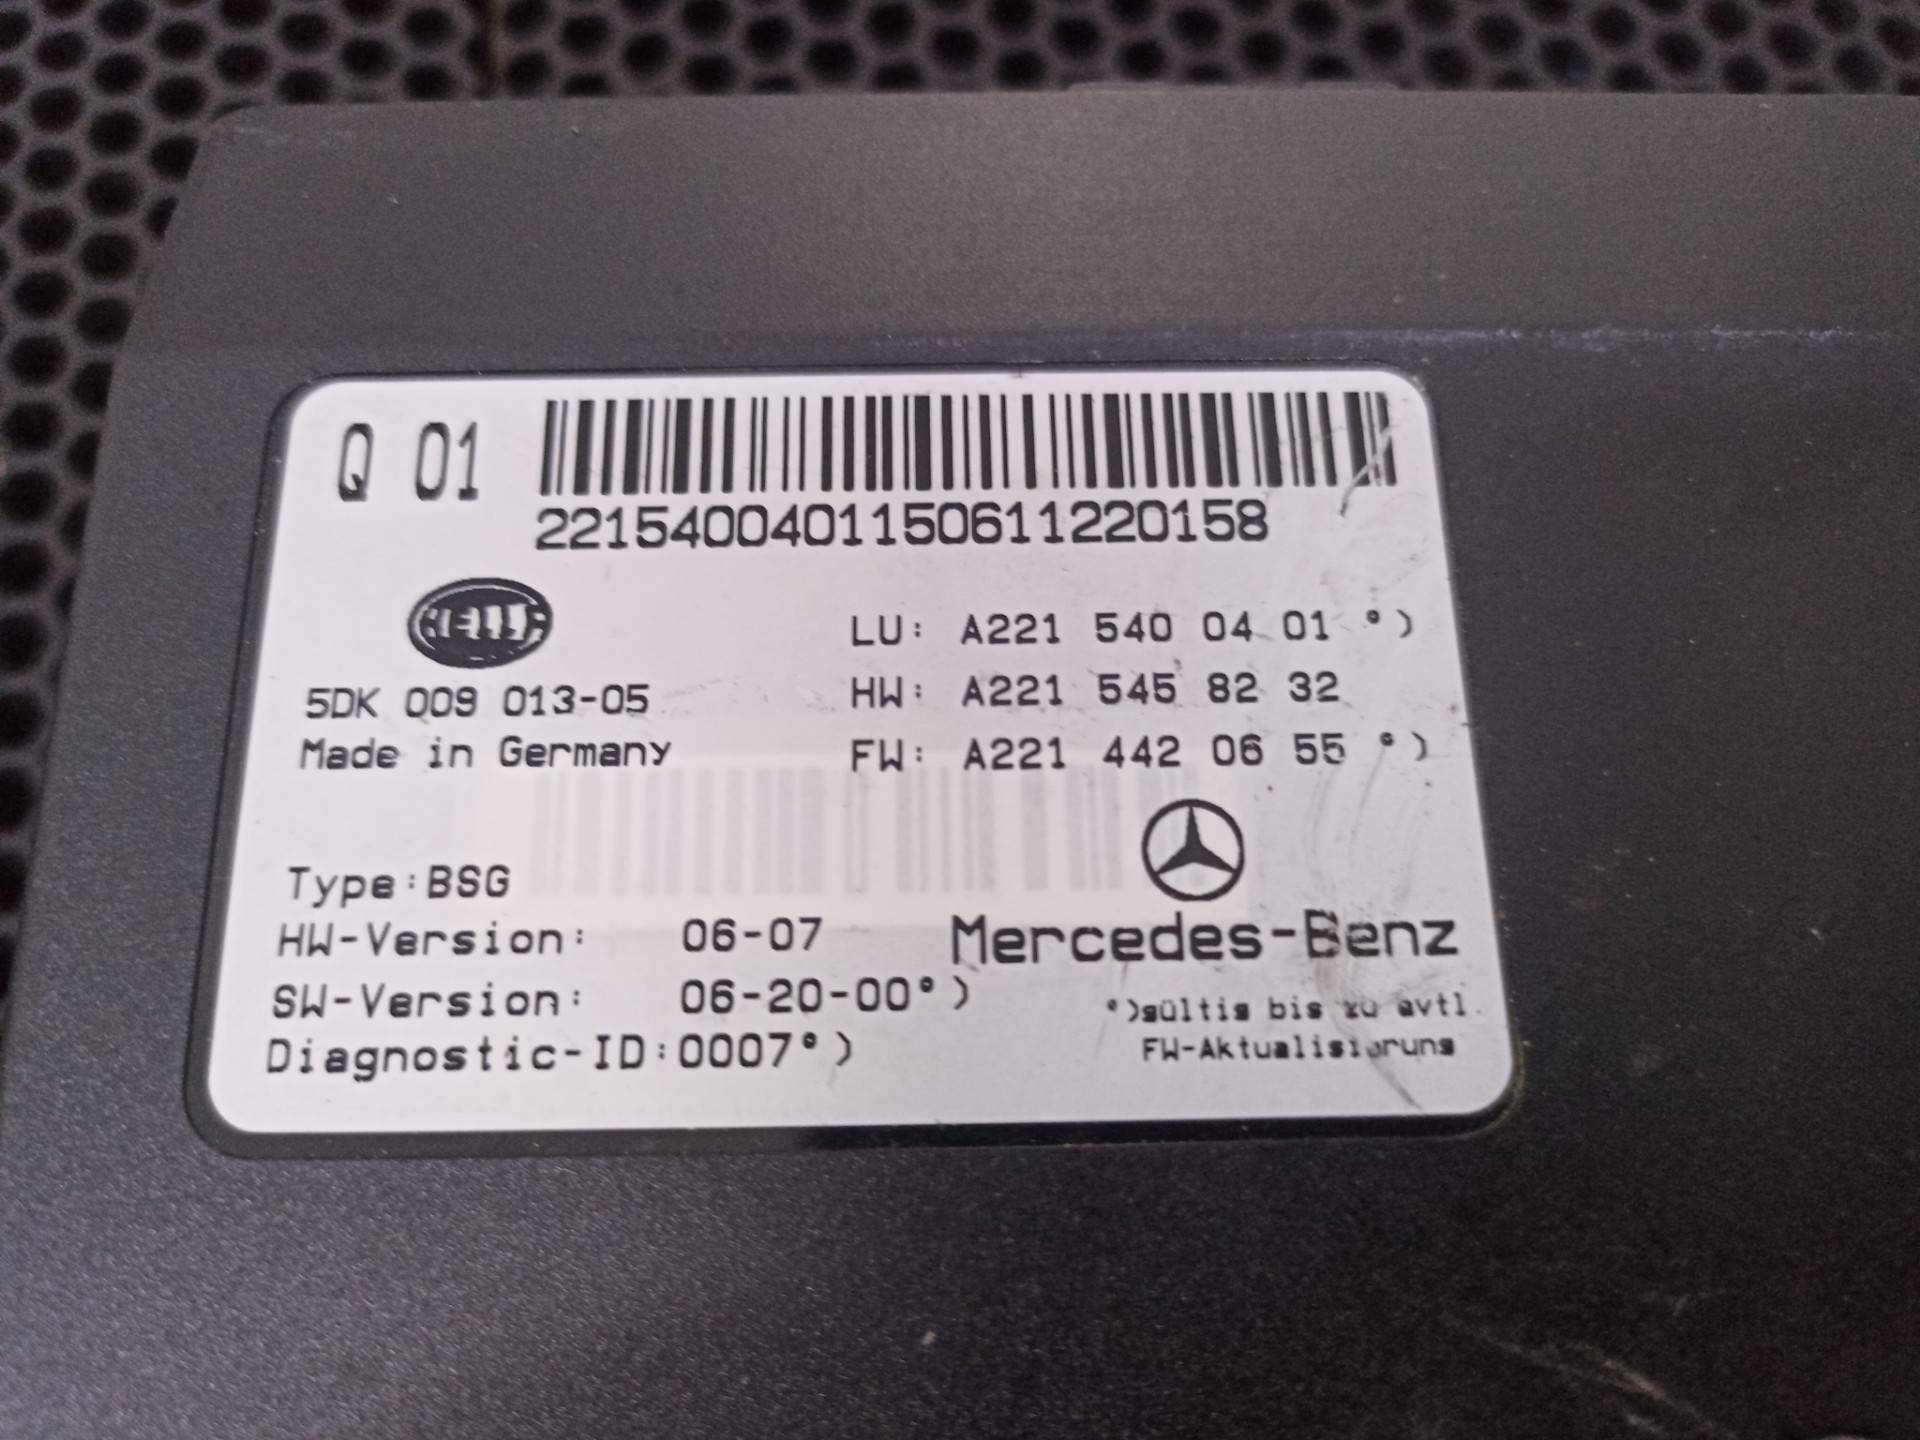 Q 01
2215400401150611220158
HELLA
LU: A221 540 04 01 °)
5DK 009 013-05
HW: A221 545 82 32
Made in Germany
FW: A221 442 06 55 °)
Type:BSG
HW-Version: 06-07
Mercedes-Benz
SW-Version: 06-20-00°)
°)gültig bis zu evtl.
Diagnostic-ID:0007°)
FW-Aktualisierung